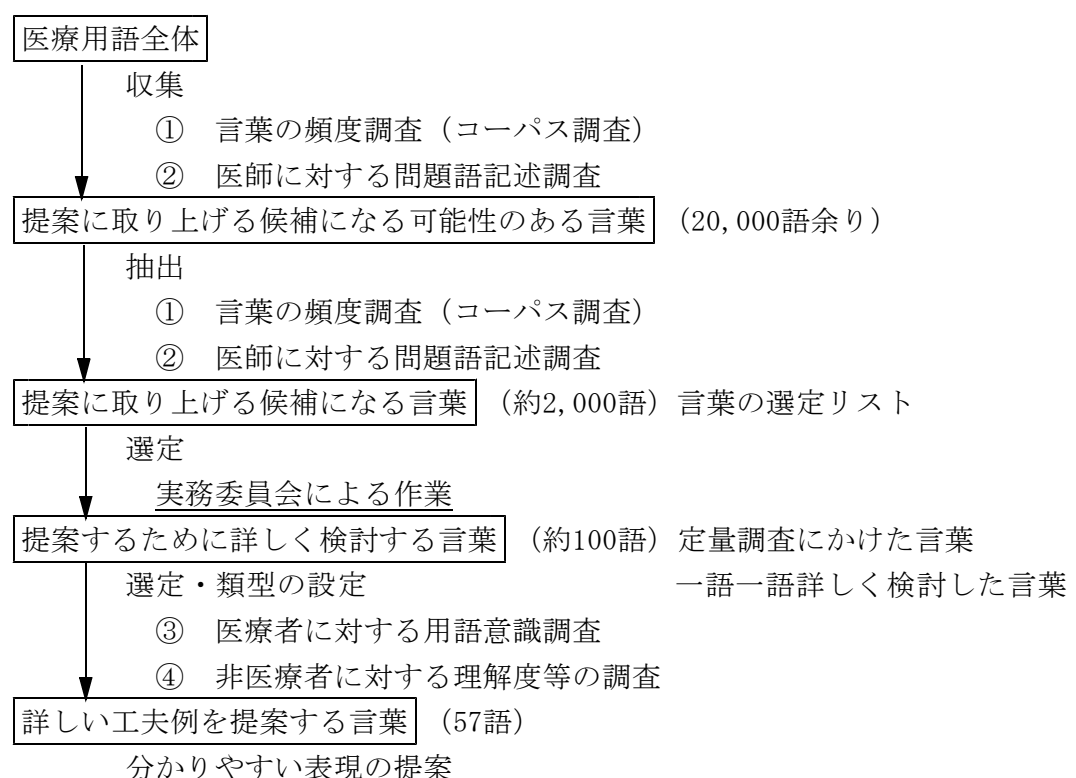 医療用語全体
収集
① 言葉の頻度調査（コーパス調査）
② 医師に対する問題語記述調査
提案に取り上げる候補になる可能性のある言葉 （20,000語余り）
抽出
① 言葉の頻度調査（コーパス調査）
② 医師に対する問題語記述調査
提案に取り上げる候補になる言葉 （約2,000語）言葉の選定リスト
選定
実務委員会による作業
提案するために詳しく検討する言葉 （約100語）定量調査にかけた言葉
選定・類型の設定 一語一語詳しく検討した言葉
③ 医療者に対する用語意識調査
④ 非医療者に対する理解度等の調査
詳しい工夫例を提案する言葉 （57語）
分かりやすい表現の提案